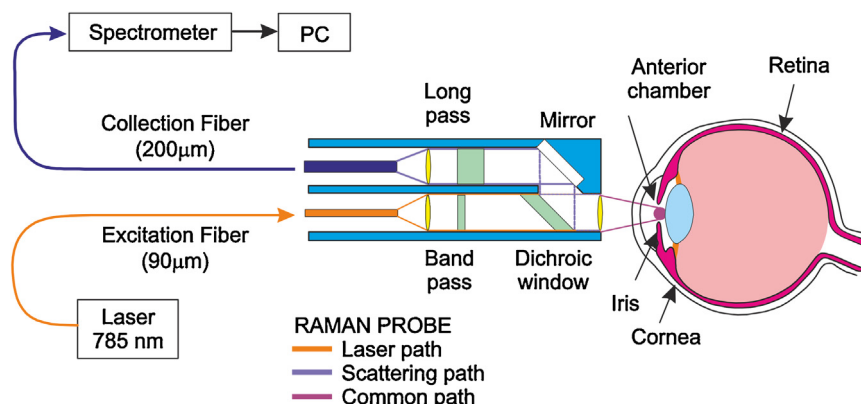 Spectrometer
PC
Collection Fiber
(200μm)
Long
pass
Mirror
Anterior
chamber
Retina
Excitation Fiber
(90μm)
Band
pass
Dichroic
window
Iris
Cornea
Laser
785 nm
RAMAN PROBE
Laser path
Scattering path
Common path